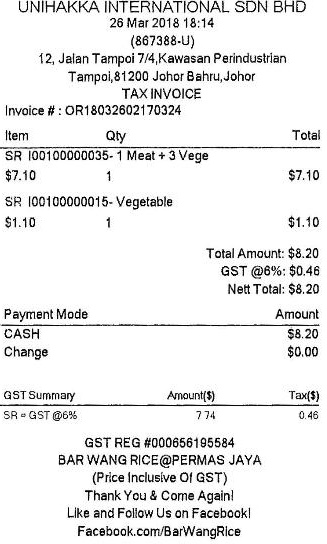 UNIHAKKA INTERNATIONAL SDN BHD
26 Mar 2018 18:14
(867388-U)
12, Jalan Tampoi 7/4,Kawasan Perindustrian
Tampoi,81200 Johor Bahru,Johor
TAX INVOICE
Invoice # : OR18032602170324
Item Qty Total
SR I00100000035- 1 Meat + 3 Vege
$7.10 1 $7.10
SR I00100000015- Vegetable
$1.10 1 $1.10
Total Amount: $8.20
GST @6%: $0.46
Nett Total: $8.20
Payment Mode Amount
CASH $8.20
Change $0.00
GST Summary Amount($) Tax($)
SR = GST @6% 7.74 0.46
GST REG #000656195584
BAR WANG RICE@PERMAS JAYA
(Price Inclusive Of GST)
Thank You & Come Again!
Like and Follow Us on Facebook!
Facebook.com/BarWangRice